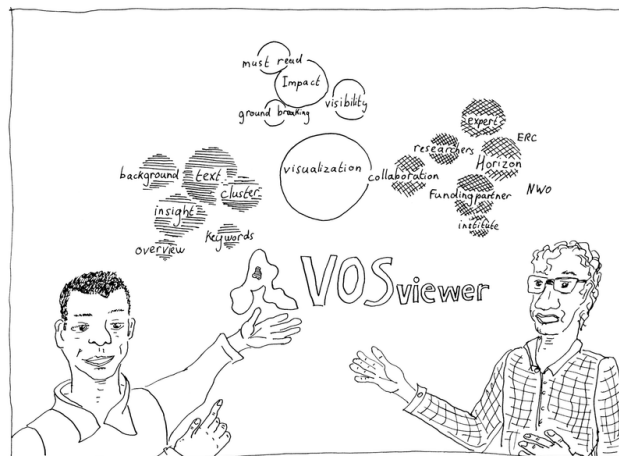 must read
Impact
visibility
ground breaking
expert
ERC
researchers
Horizon
visualization
collaboration
NWO
Funding partner
institute
background
text
cluster
insight
keywords
overview
VOSviewer